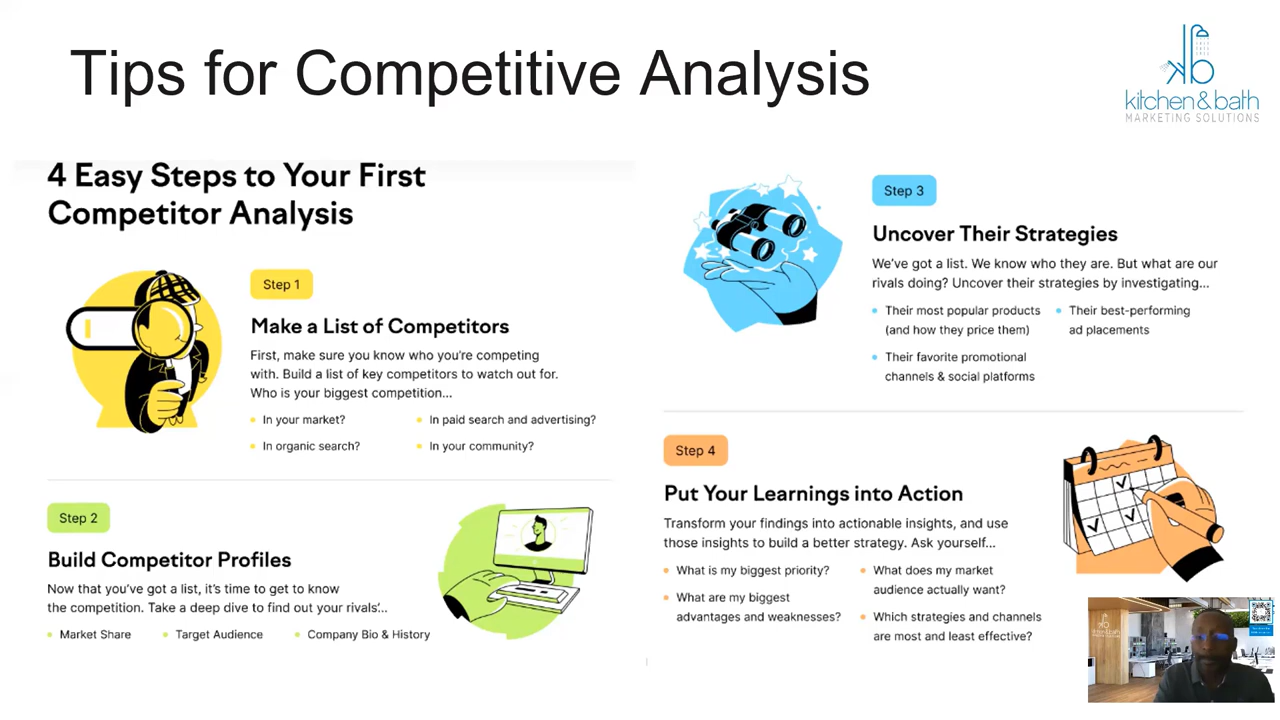 Tips for Competitive Analysis
kb
kitchen & bath
MARKETING SOLUTIONS
4 Easy Steps to Your First
Competitor Analysis
Step 1
Make a List of Competitors
First, make sure you know who you're competing
with. Build a list of key competitors to watch out for.
Who is your biggest competition...
In your market?
In paid search and advertising?
In organic search?
In your community?
Step 2
Build Competitor Profiles
Now that you've got a list, it's time to get to know
the competition. Take a deep dive to find out your rivals'...
Market Share
Target Audience
Company Bio & History
Step 3
Uncover Their Strategies
We've got a list. We know who they are. But what are our
rivals doing? Uncover their strategies by investigating...
Their most popular products
(and how they price them)
Their best-performing
ad placements
Their favorite promotional
channels & social platforms
Step 4
Put Your Learnings into Action
Transform your findings into actionable insights, and use
those insights to build a better strategy. Ask yourself...
What is my biggest priority?
What does my market
audience actually want?
What are my biggest
advantages and weaknesses?
Which strategies and channels
are most and least effective?
kitchen & bath